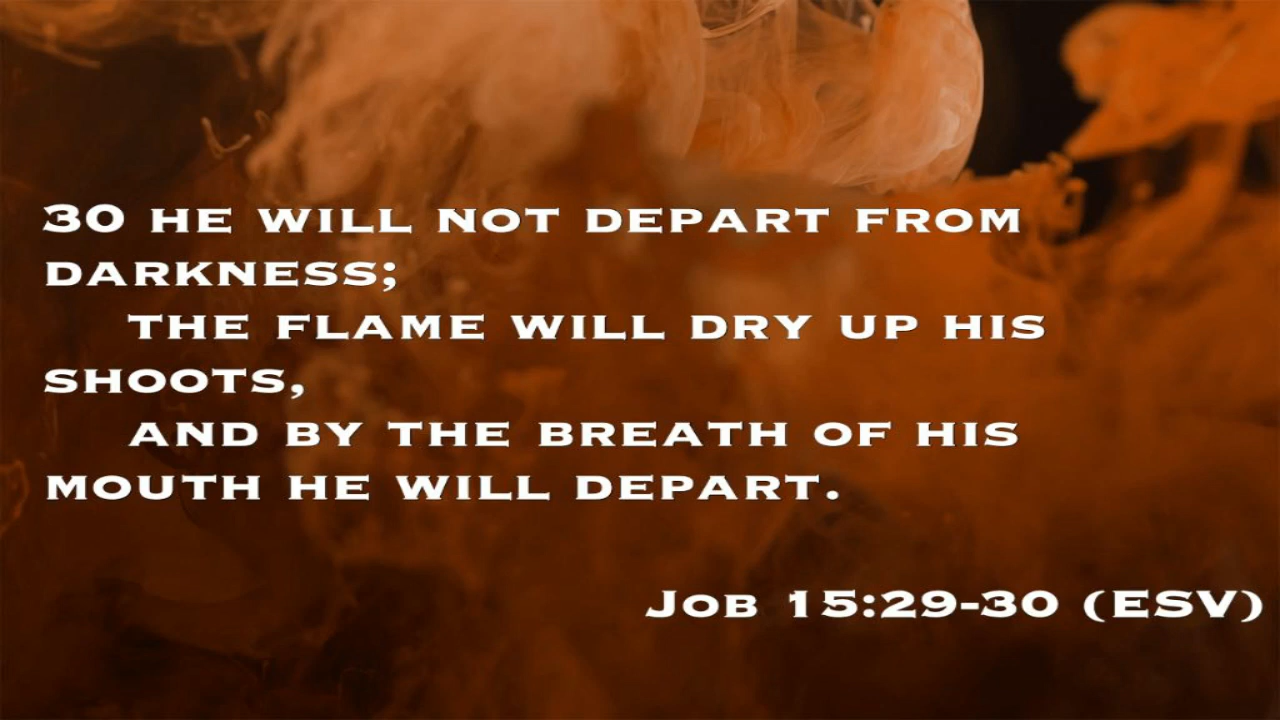 30 HE WILL NOT DEPART FROM
DARKNESS;
THE FLAME WILL DRY UP HIS
SHOOTS,
AND BY THE BREATH OF HIS
MOUTH HE WILL DEPART.
JOB 15:29-30 (ESV)